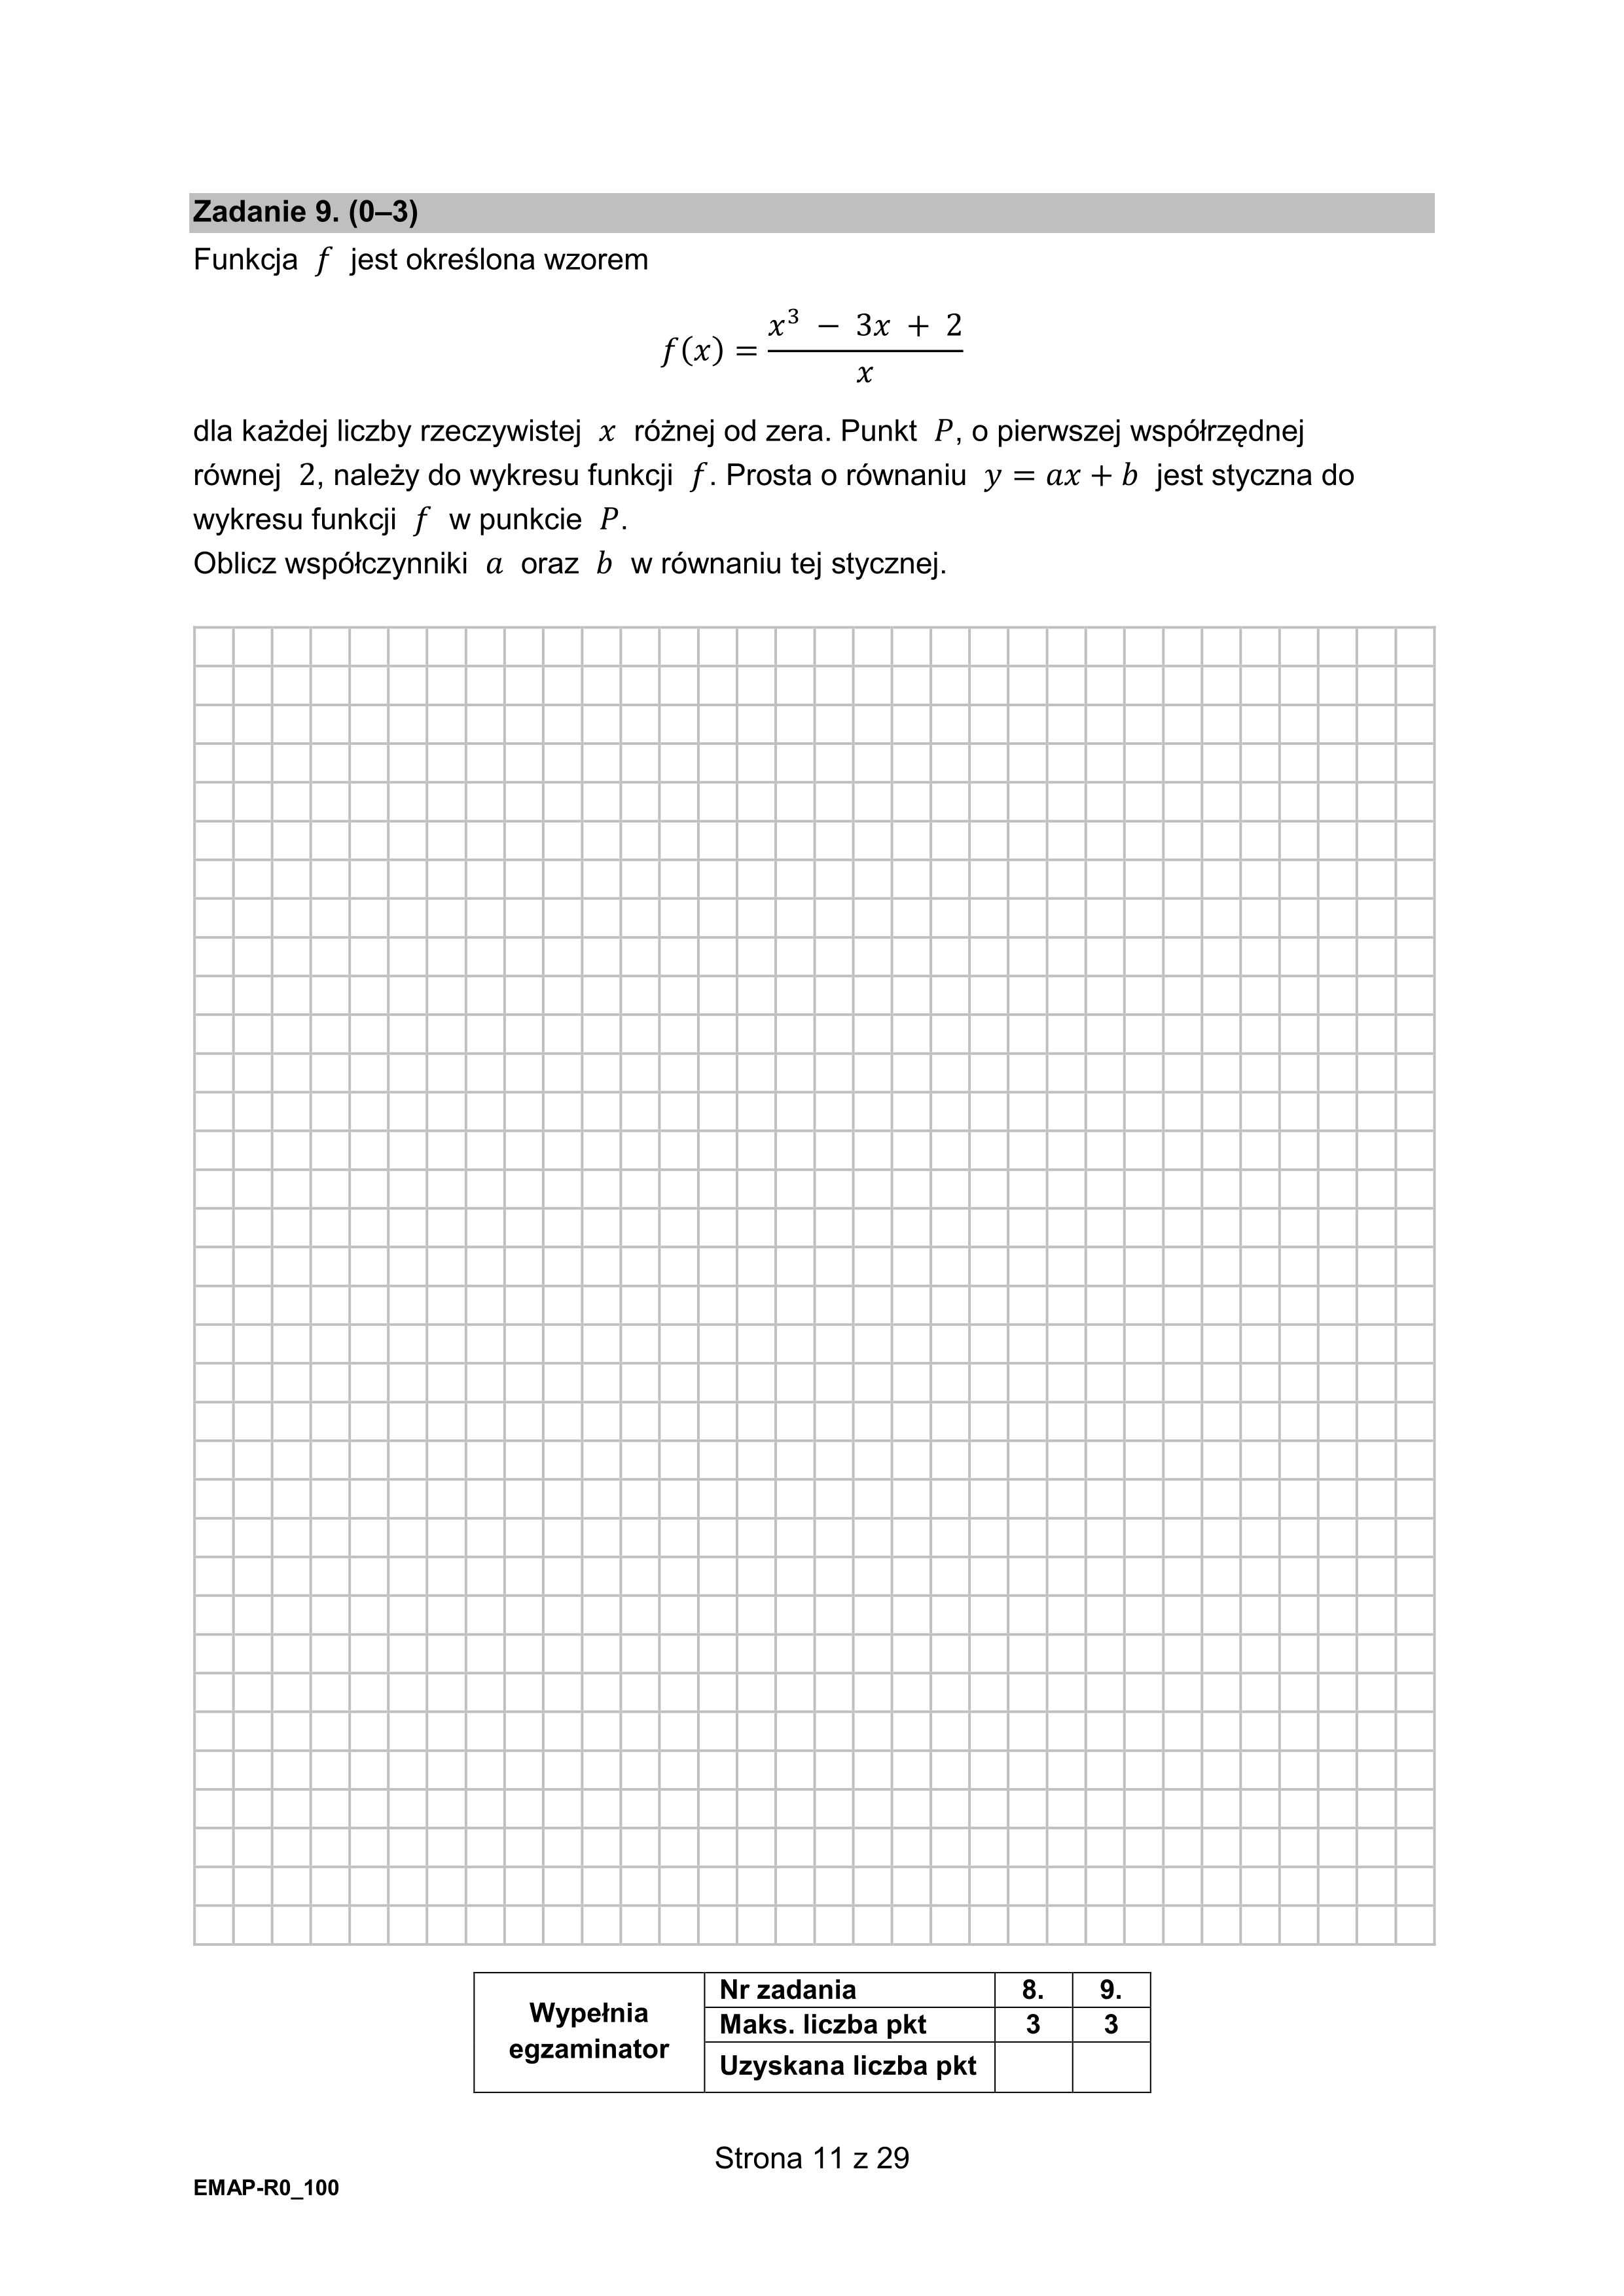 Zadanie 9. (0–3)
Funkcja f jest określona wzorem
f(x) = \frac{x^3 − 3x + 2}{x}
dla każdej liczby rzeczywistej x różnej od zera. Punkt P, o pierwszej współrzędnej
równej 2, należy do wykresu funkcji f. Prosta o równaniu y = ax + b jest styczna do
wykresu funkcji f w punkcie P.
Oblicz współczynniki a oraz b w równaniu tej stycznej.
Wypełnia
egzaminator
Nr zadania 8. 9.
Maks. liczba pkt 3 3
Uzyskana liczba pkt
Strona 11 z 29
EMAP-R0_100